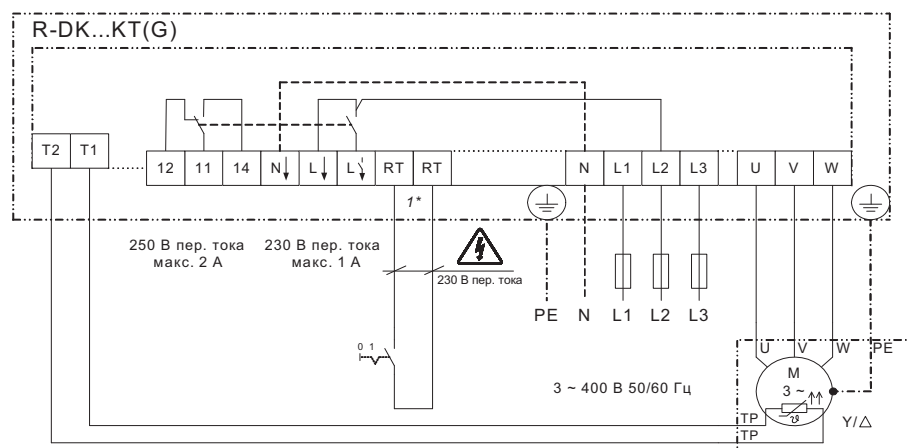 R-DK...KT(G)
T2 T1 12 11 14 N L L RT RT N L1 L2 L3 U V W
1*
250 В пер. тока
макс. 2 А
230 В пер. тока
макс. 1 А
230 В пер. тока
PE N L1 L2 L3
0 1
3 ~ 400 В 50/60 Гц
U V W PE
M
3 ~
ϑ
TP
TP
Y/△